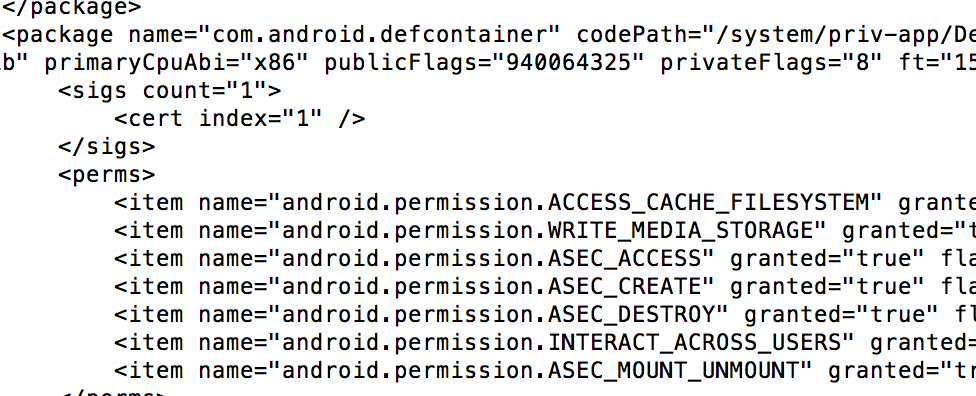 </package>
<package name="com.android.defcontainer" codePath="/system/priv-app/De
b" primaryCpuAbi="x86" publicFlags="940064325" privateFlags="8" ft="15
<sigs count="1">
<cert index="1" />
</sigs>
<perms>
<item name="android.permission.ACCESS_CACHE_FILESYSTEM" grante
<item name="android.permission.WRITE_MEDIA_STORAGE" granted="t
<item name="android.permission.ASEC_ACCESS" granted="true" fla
<item name="android.permission.ASEC_CREATE" granted="true" fla
<item name="android.permission.ASEC_DESTROY" granted="true" fl
<item name="android.permission.INTERACT_ACROSS_USERS" granted=
<item name="android.permission.ASEC_MOUNT_UNMOUNT" granted="tr
</perms>